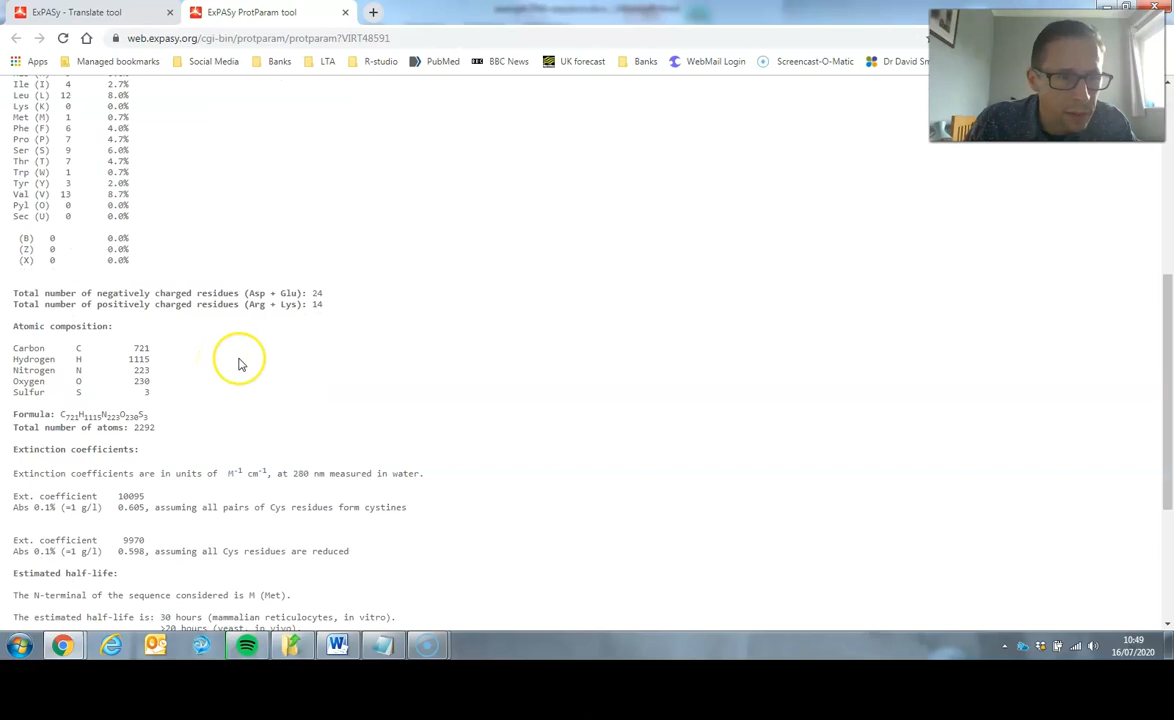 ExPASy - Translate tool
ExPASy ProtParam tool
web.expasy.org/cgi-bin/protparam/protparam?VIRT48591
Apps Managed bookmarks Social Media Banks LTA R-studio PubMed BBC News UK forecast Banks WebMail Login Screencast-O-Matic Dr David Sm
Ile (I) 4 2.7%
Leu (L) 12 8.0%
Lys (K) 0 0.0%
Met (M) 1 0.7%
Phe (F) 6 4.0%
Pro (P) 7 4.7%
Ser (S) 9 6.0%
Thr (T) 7 4.7%
Trp (W) 1 0.7%
Tyr (Y) 3 2.0%
Val (V) 13 8.7%
Pyl (O) 0 0.0%
Sec (U) 0 0.0%
(B) 0 0.0%
(Z) 0 0.0%
(X) 0 0.0%
Total number of negatively charged residues (Asp + Glu): 24
Total number of positively charged residues (Arg + Lys): 14
Atomic composition:
Carbon C 721
Hydrogen H 1115
Nitrogen N 223
Oxygen O 230
Sulfur S 3
Formula: C721H1115N223O230S3
Total number of atoms: 2292
Extinction coefficients:
Extinction coefficients are in units of M-1 cm-1, at 280 nm measured in water.
Ext. coefficient 10095
Abs 0.1% (=1 g/l) 0.605, assuming all pairs of Cys residues form cystines
Ext. coefficient 9970
Abs 0.1% (=1 g/l) 0.598, assuming all Cys residues are reduced
Estimated half-life:
The N-terminal of the sequence considered is M (Met).
The estimated half-life is: 30 hours (mammalian reticulocytes, in vitro).
>20 hours (yeast, in vivo).
10:49
16/07/2020